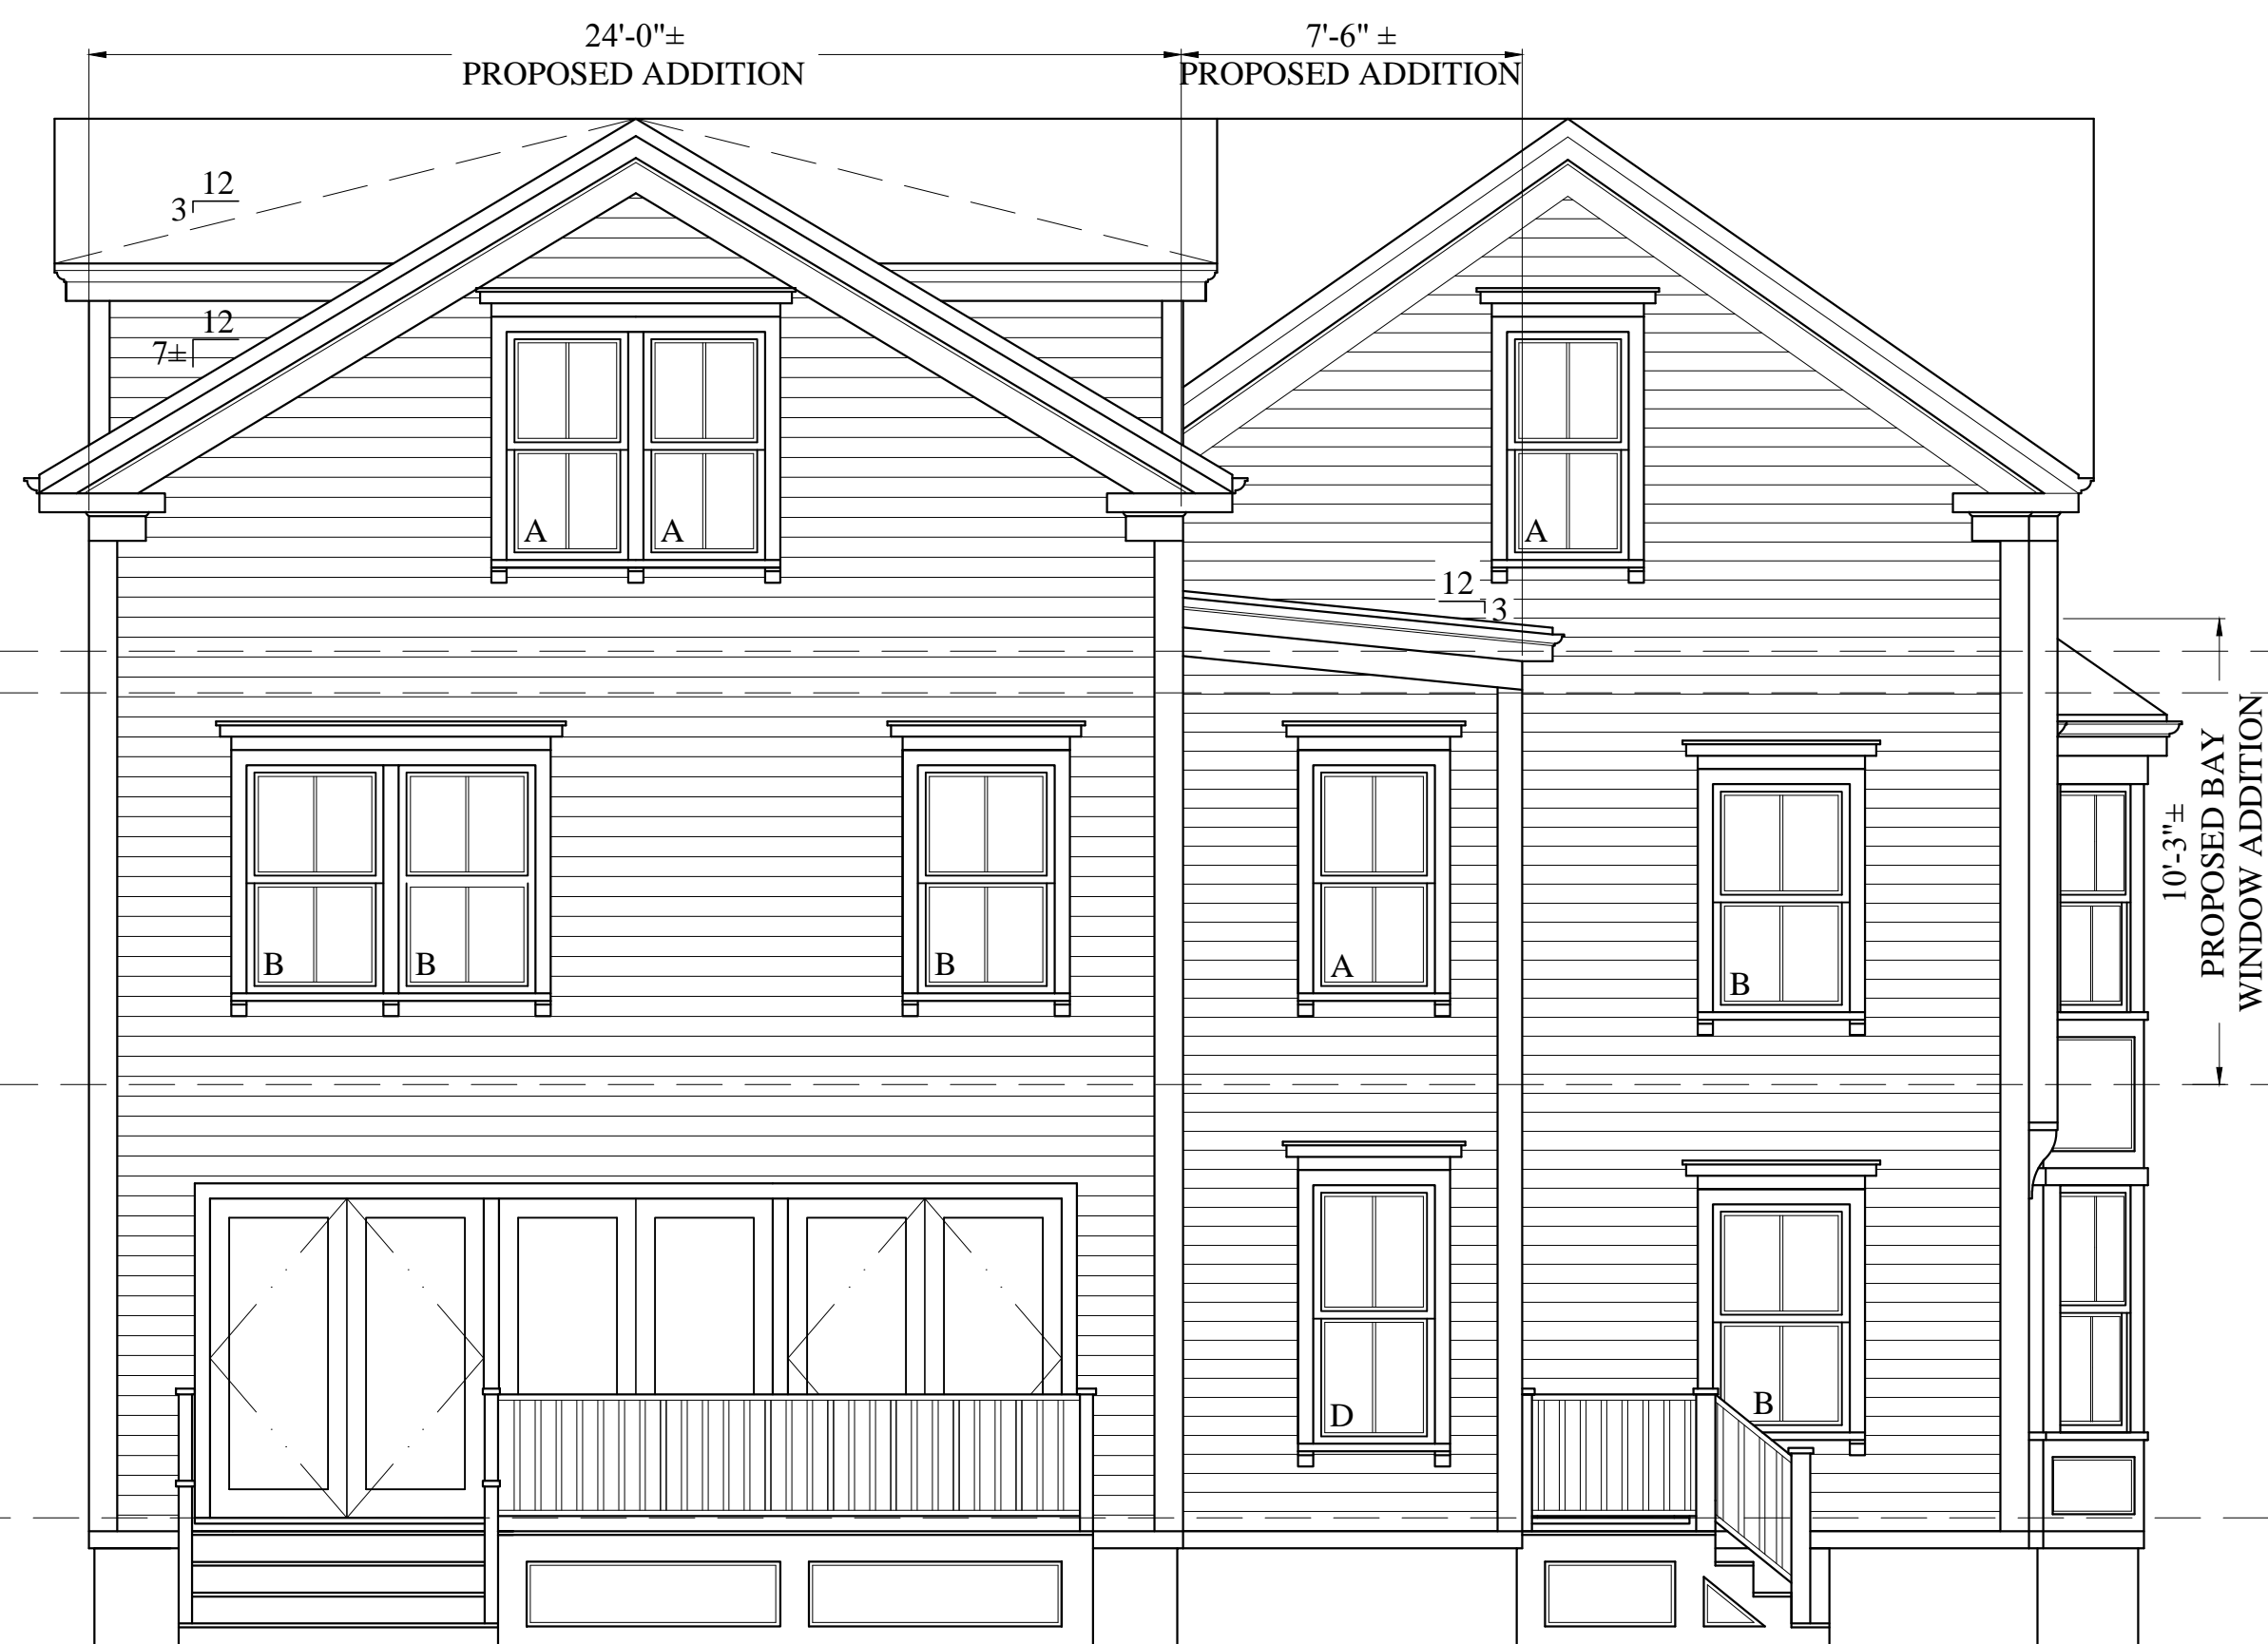 24'-0"±
PROPOSED ADDITION
7'-6" ±
PROPOSED ADDITION
12
3
12
7±
A
A
A
12
3
B
B
B
A
B
10'-3"±
PROPOSED BAY
WINDOW ADDITION
D
B